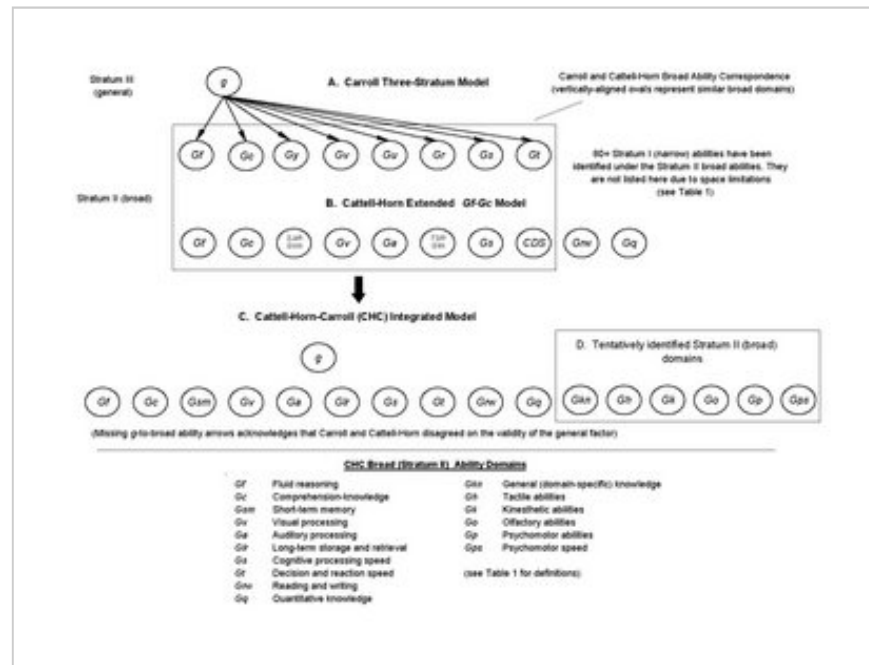 Stratum III
(general)
g
A. Carroll Three-Stratum Model
Carroll and Cattell-Horn Broad Ability Correspondence
(vertically-aligned ovals represent similar broad domains)
Gf Gc Gy Gv Gu Gr Gs Gt
60+ Stratum I (narrow) abilities have been
identified under the Stratum II broad abilities. They
are not listed here due to space limitations
(see Table 1)
Stratum II (broad)
B. Cattell-Horn Extended Gf-Gc Model
Gf Gc Gv Ga Gs CDS Grw Gq
C. Cattell-Horn-Carroll (CHC) Integrated Model
g
D. Tentatively identified Stratum II (broad)
domains
Gf Gc Gsm Gv Ga Glr Gs Gt Grw Gq Gkn Gh Gk Go Gp Gps
(Missing g-to-broad ability arrows acknowledges that Carroll and Cattell-Horn disagreed on the validity of the general factor)
CHC Broad (Stratum II) Ability Domains
Gf Fluid reasoning
Gc Comprehension-knowledge
Gsm Short-term memory
Gv Visual processing
Ga Auditory processing
Glr Long-term storage and retrieval
Gs Cognitive processing speed
Gt Decision and reaction speed
Grw Reading and writing
Gq Quantitative knowledge
Gkn General (domain-specific) knowledge
Gh Tactile abilities
Gk Kinesthetic abilities
Go Olfactory abilities
Gp Psychomotor abilities
Gps Psychomotor speed
(see Table 1 for definitions)